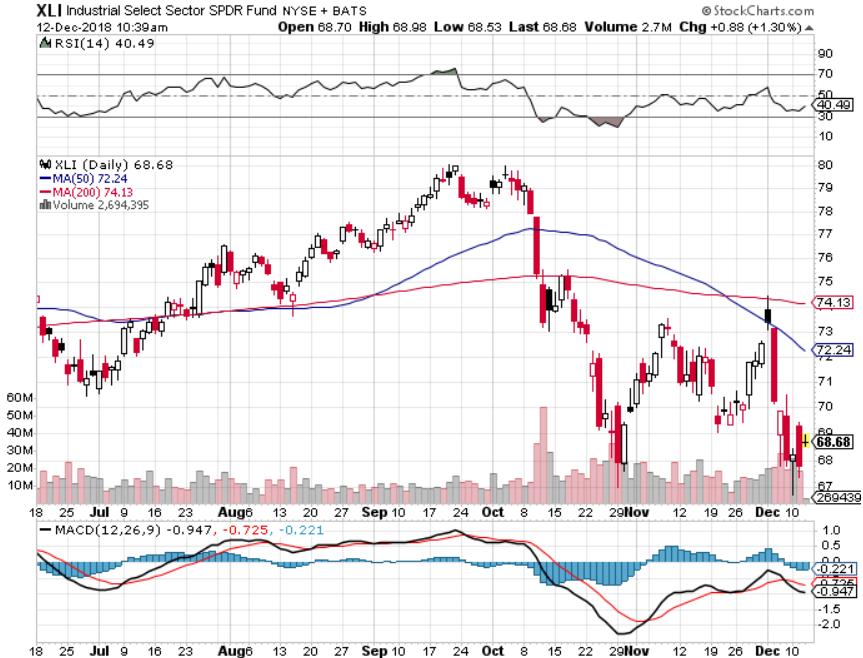 XLI Industrial Select Sector SPDR Fund NYSE + BATS © StockCharts.com
12-Dec-2018 10:39am Open 68.70 High 68.98 Low 68.53 Last 68.68 Volume 2.7M Chg +0.88 (+1.30%)
RSI(14) 40.49
90
70
50
40.49
30
10
XLI (Daily) 68.68
MA(50) 72.24
MA(200) 74.13
Volume 2,694,395
80
79
78
77
76
75
74.13
73
72.24
72
71
70
69
68.68
68
67
269439
60M
50M
40M
30M
20M
10M
18 25 Jul 9 16 23 Aug 6 13 20 27 Sep 10 17 24 Oct 8 15 22 29 Nov 12 19 26 Dec 10
MACD(12,26,9) -0.947, -0.725, -0.221
1.0
0.5
0.0
-0.221
-0.725
-0.947
-1.5
-2.0
18 25 Jul 9 16 23 Aug 6 13 20 27 Sep 10 17 24 Oct 8 15 22 29 Nov 12 19 26 Dec 10